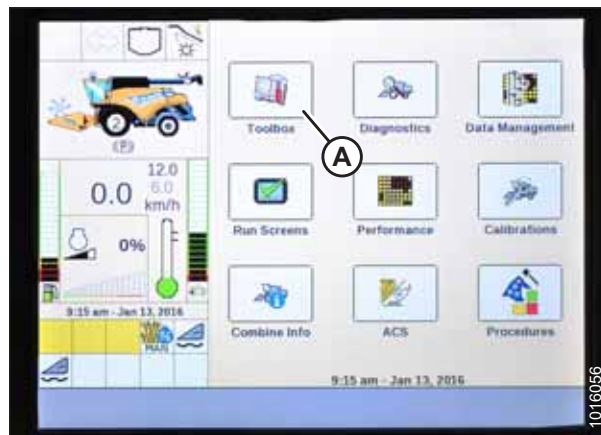 2
(P)
12.0
6.0
0.0
km/h
0%
9:15 am - Jan 13, 2016
MAN
Toolbox
Diagnostics
Data Management
A
Run Screens
Performance
Calibrations
Combine Info
ACS
Procedures
9:15 am - Jan 13, 2016
1016056